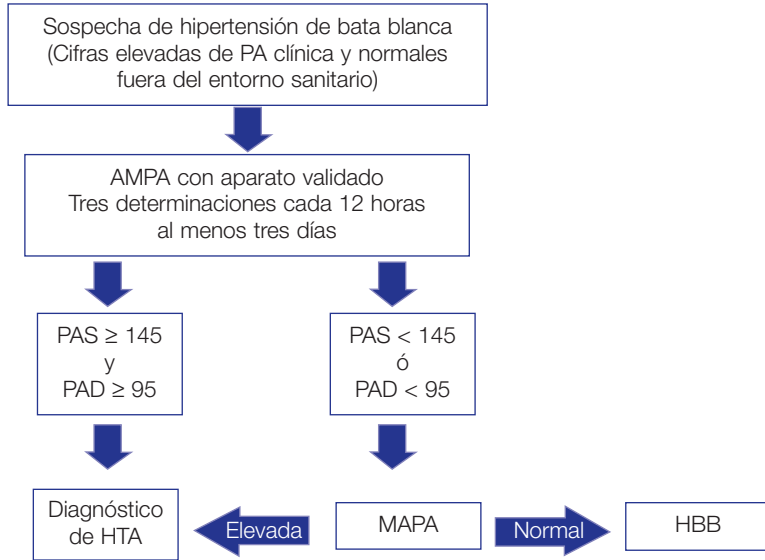 Sospecha de hipertensión de bata blanca
(Cifras elevadas de PA clínica y normales
fuera del entorno sanitario)
AMPA con aparato validado
Tres determinaciones cada 12 horas
al menos tres días
PAS ≥ 145
y
PAD ≥ 95
PAS < 145
ó
PAD < 95
Diagnóstico
de HTA
Elevada
MAPA
Normal
HBB